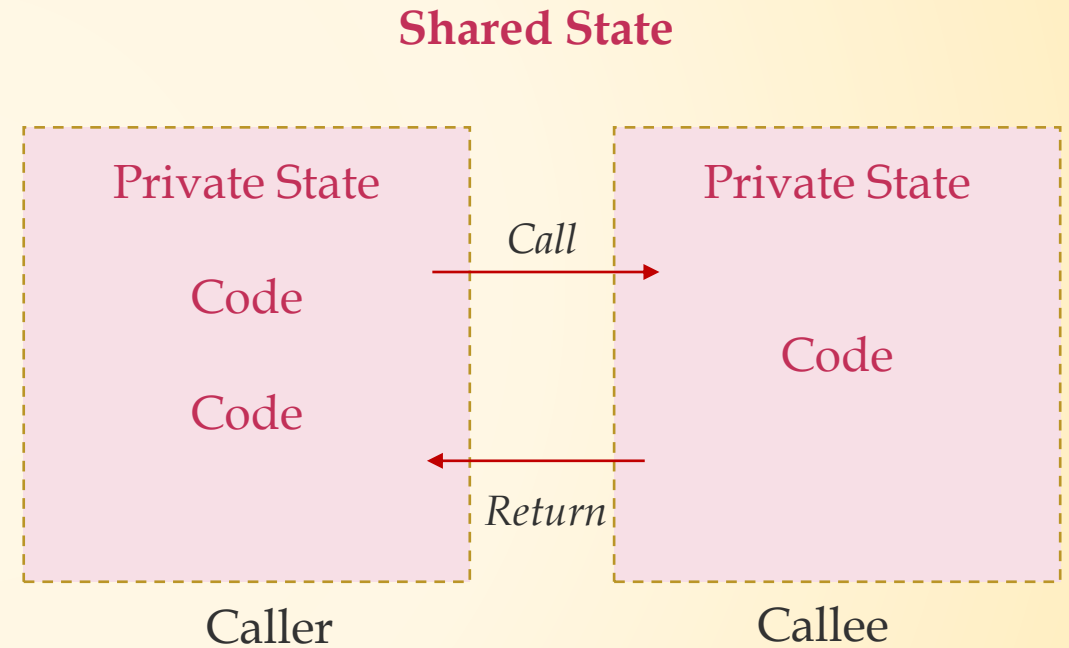 Shared State
Private State
Code
Code
Caller
Call
Return
Private State
Code
Callee